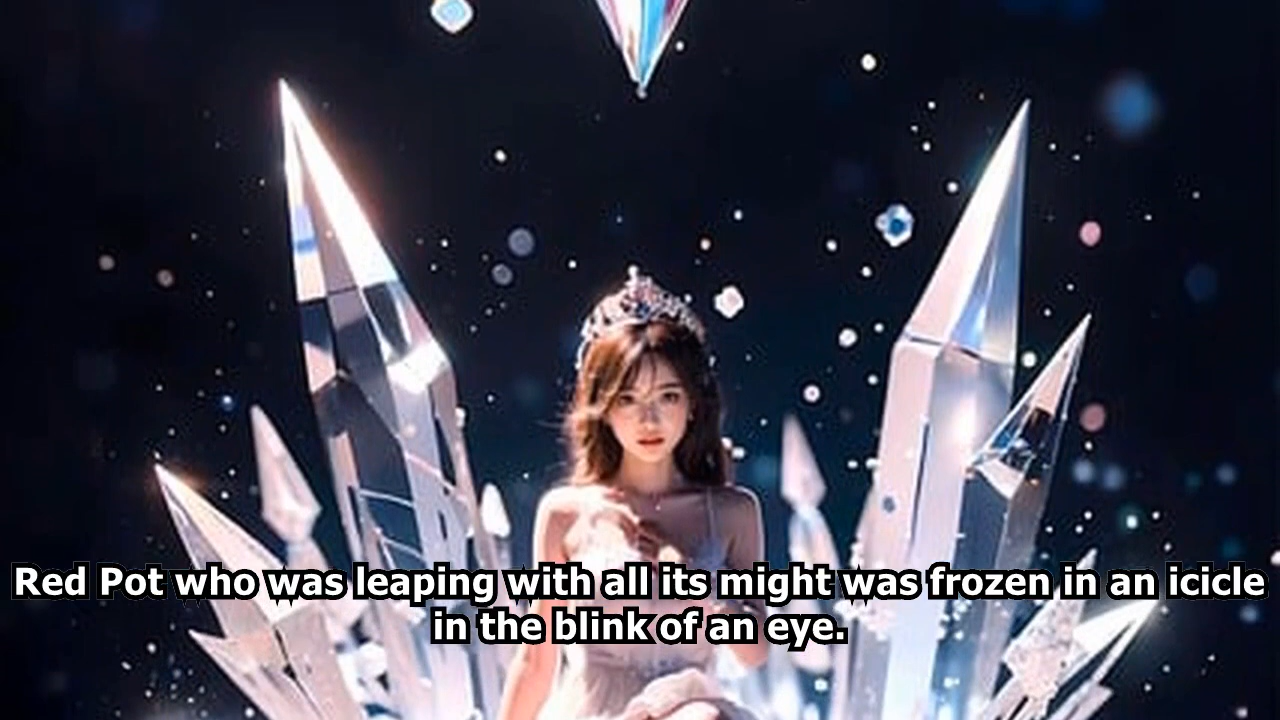 Red Pot who was leaping with all its might was frozen in an icicle
in the blink of an eye.